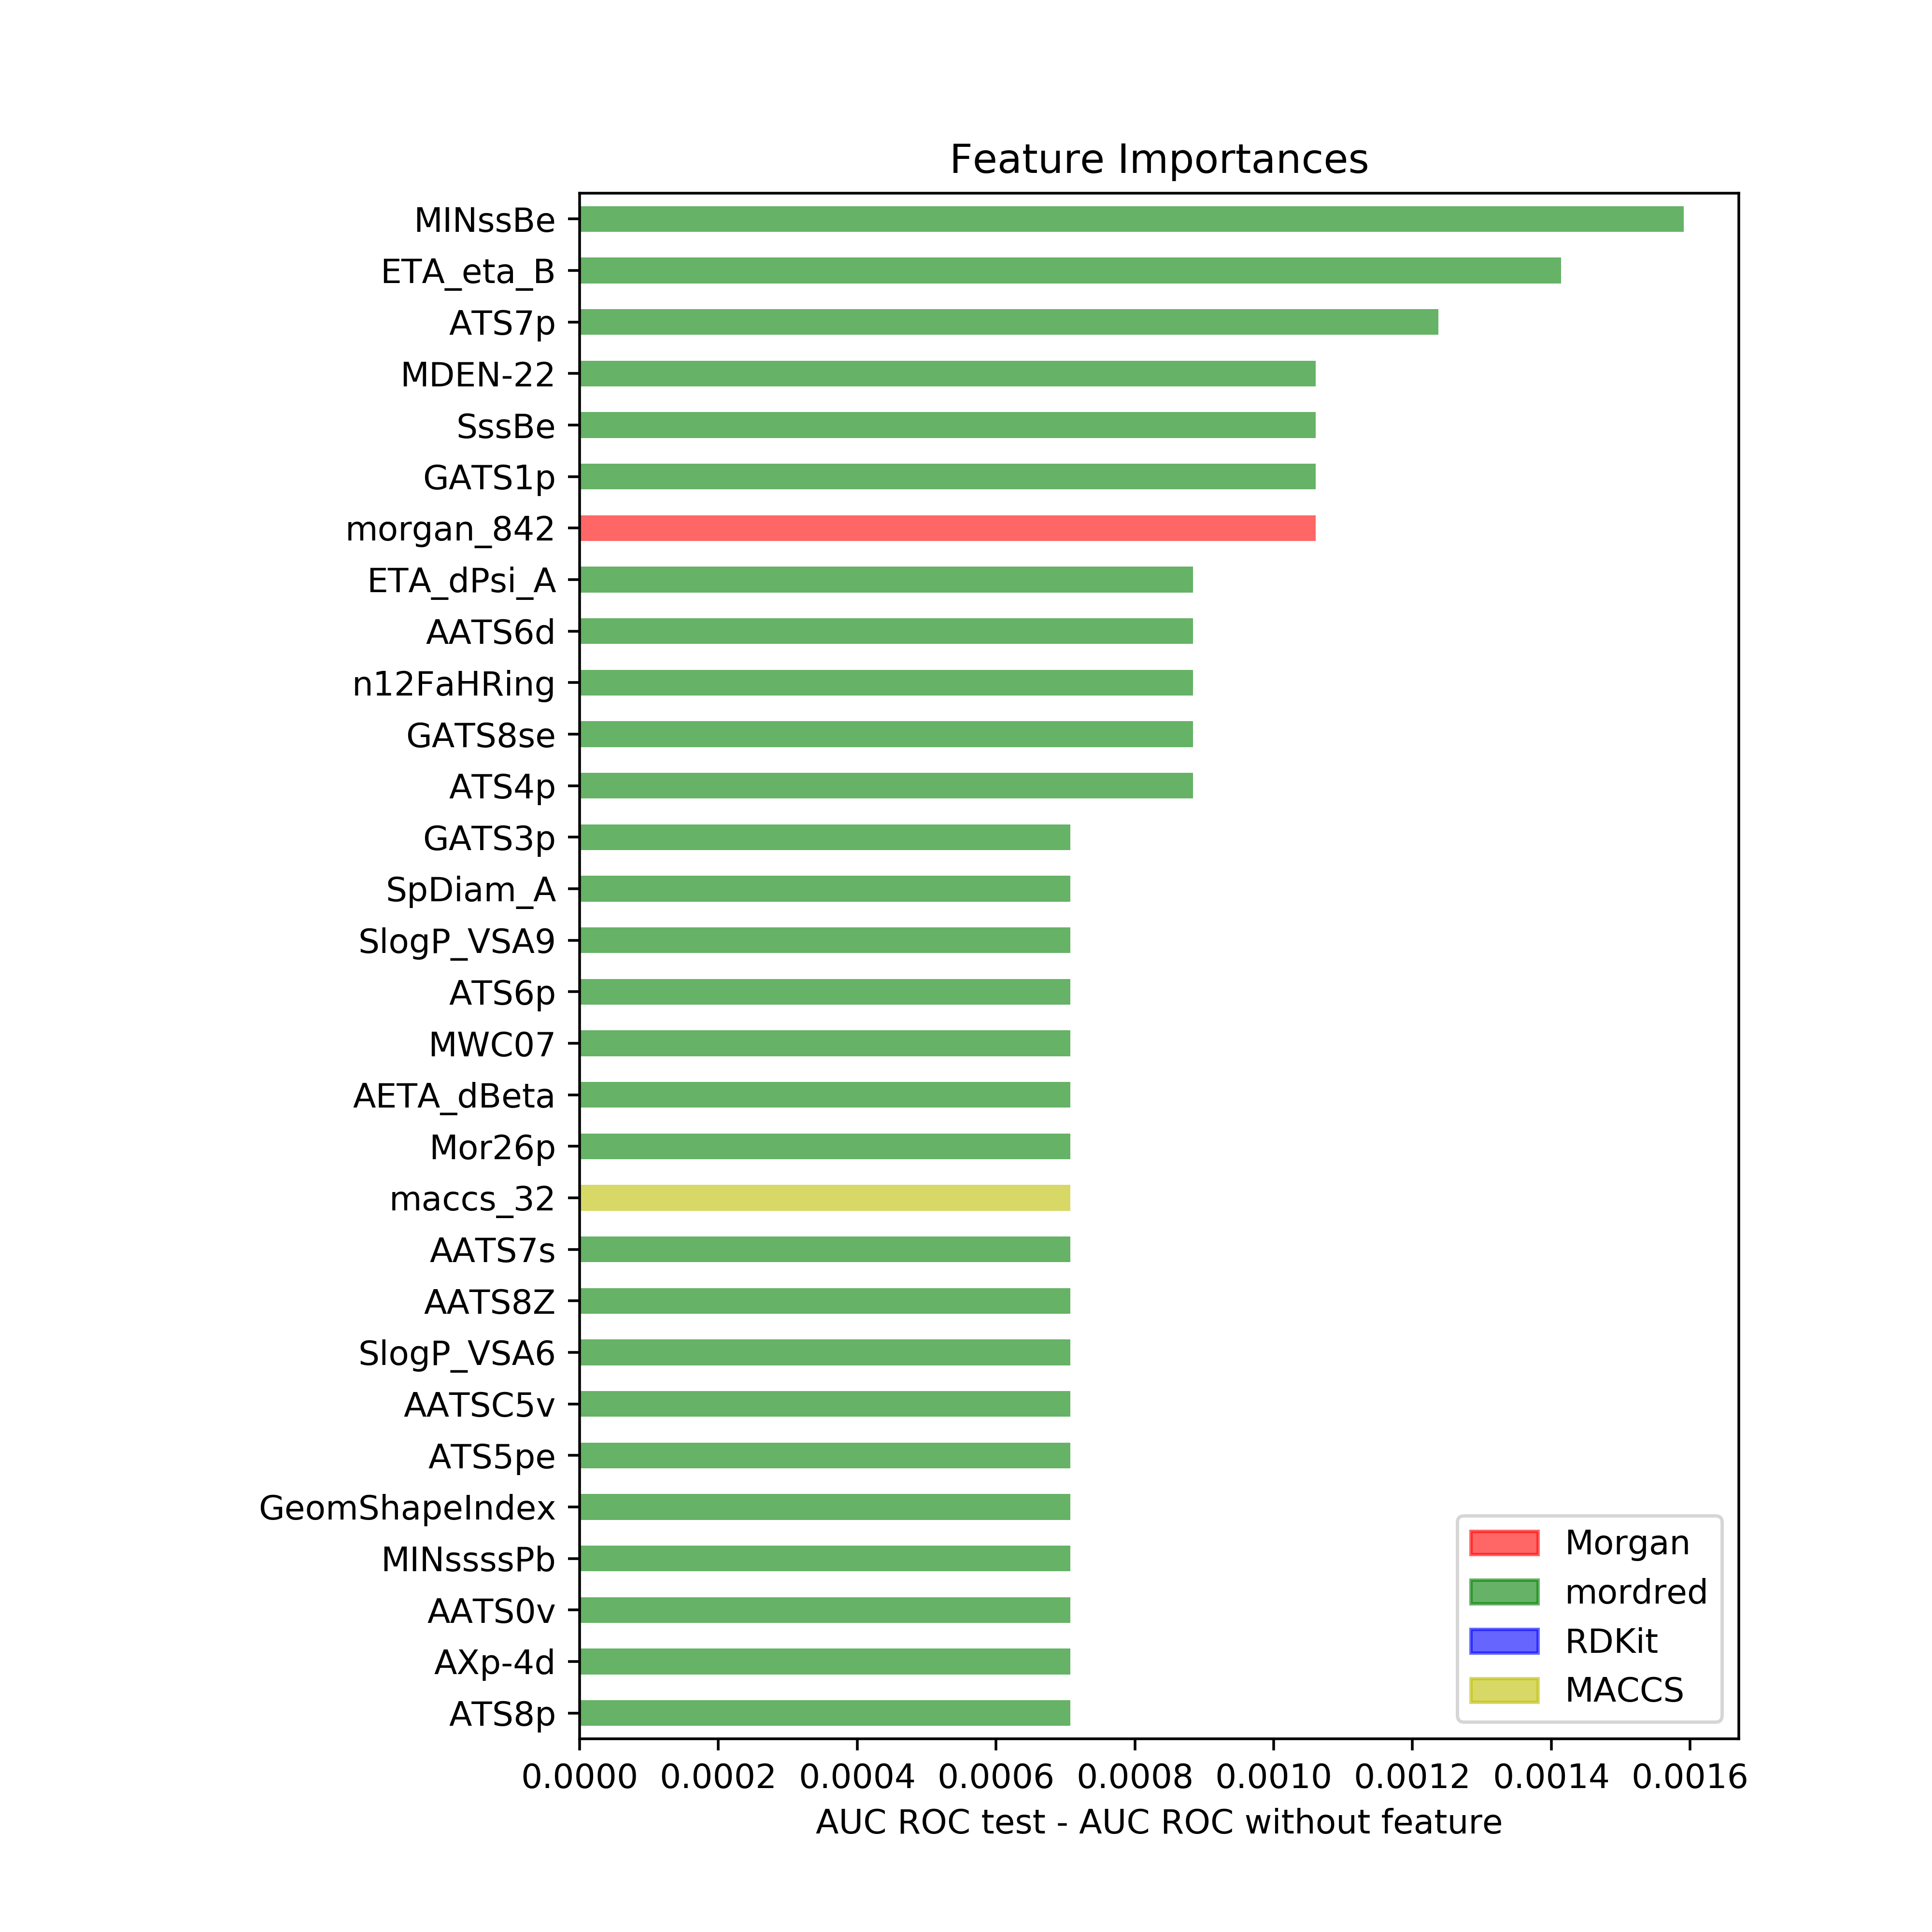 Feature Importances
MINssBe
ETA_eta_B
ATS7p
MDEN-22
SssBe
GATS1p
morgan_842
ETA_dPsi_A
AATS6d
n12FaHRing
GATS8se
ATS4p
GATS3p
SpDiam_A
SlogP_VSA9
ATS6p
MWC07
AETA_dBeta
Mor26p
maccs_32
AATS7s
AATS8Z
SlogP_VSA6
AATSC5v
ATS5pe
GeomShapeIndex
MINssssPb
AATS0v
AXp-4d
ATS8p
Morgan
mordred
RDKit
MACCS
0.0000 0.0002 0.0004 0.0006 0.0008 0.0010 0.0012 0.0014 0.0016
AUC ROC test - AUC ROC without feature